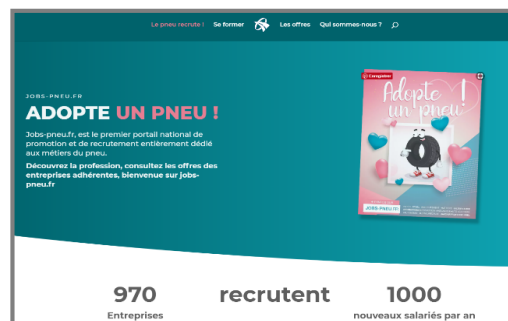 Le pneu recrute ! Se former Les offres Qui sommes-nous ?
JOBS-PNEU.FR
ADOPTE UN PNEU !
Jobs-pneu.fr, est le premier portail national de
promotion et de recrutement entièrement dédié
aux métiers du pneu.
Découvrez la profession, consultez les offres des
entreprises adhérentes, bienvenue sur jobs-
pneu.fr
Adopte !
un pneu
JOBS-PNEU.FR
970 recrutent 1000
Entreprises nouveaux salariés par an